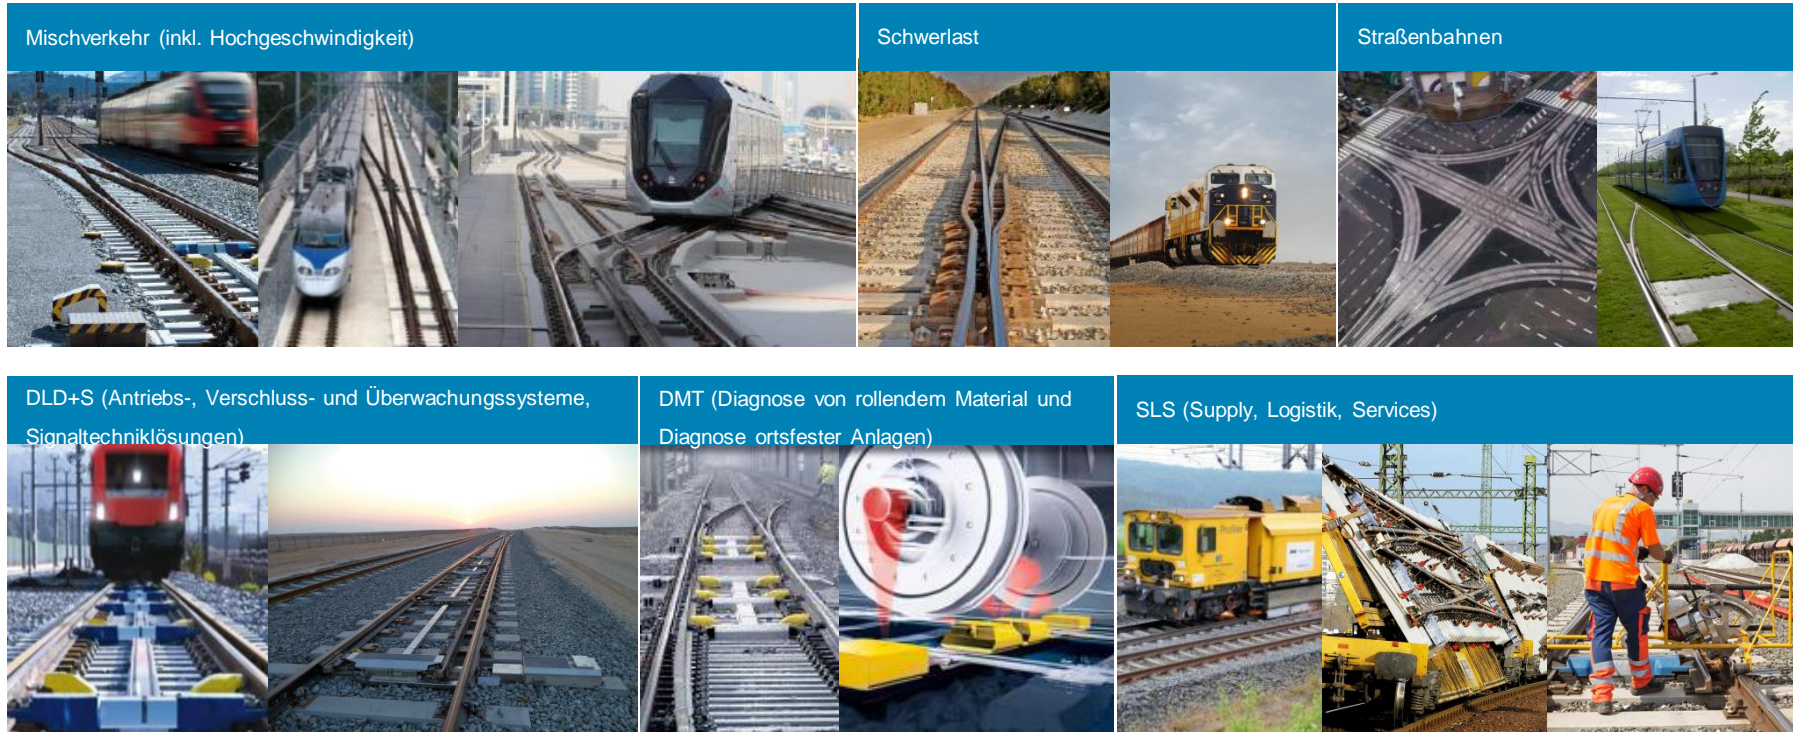 Mischverkehr (inkl. Hochgeschwindigkeit)
Schwerlast
Straßenbahnen
DLD+S (Antriebs-, Verschluss- und Überwachungssysteme,
Signaltechniklösungen)
DMT (Diagnose von rollendem Material und
Diagnose ortsfester Anlagen)
SLS (Supply, Logistik, Services)
Profiler